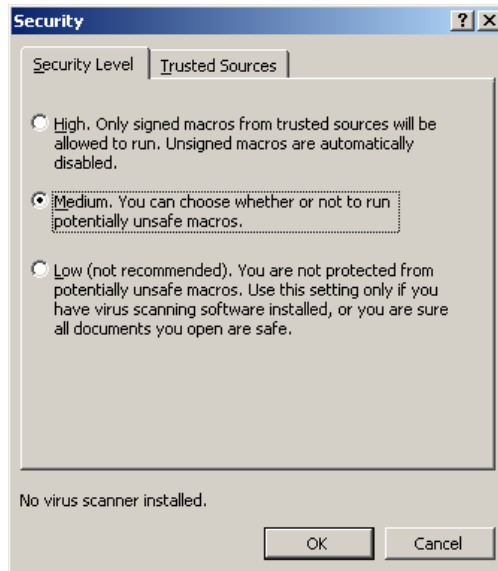 Security
Security Level
Trusted Sources
High. Only signed macros from trusted sources will be
allowed to run. Unsigned macros are automatically
disabled.
Medium. You can choose whether or not to run
potentially unsafe macros.
Low (not recommended). You are not protected from
potentially unsafe macros. Use this setting only if you
have virus scanning software installed, or you are sure
all documents you open are safe.
No virus scanner installed.
OK
Cancel